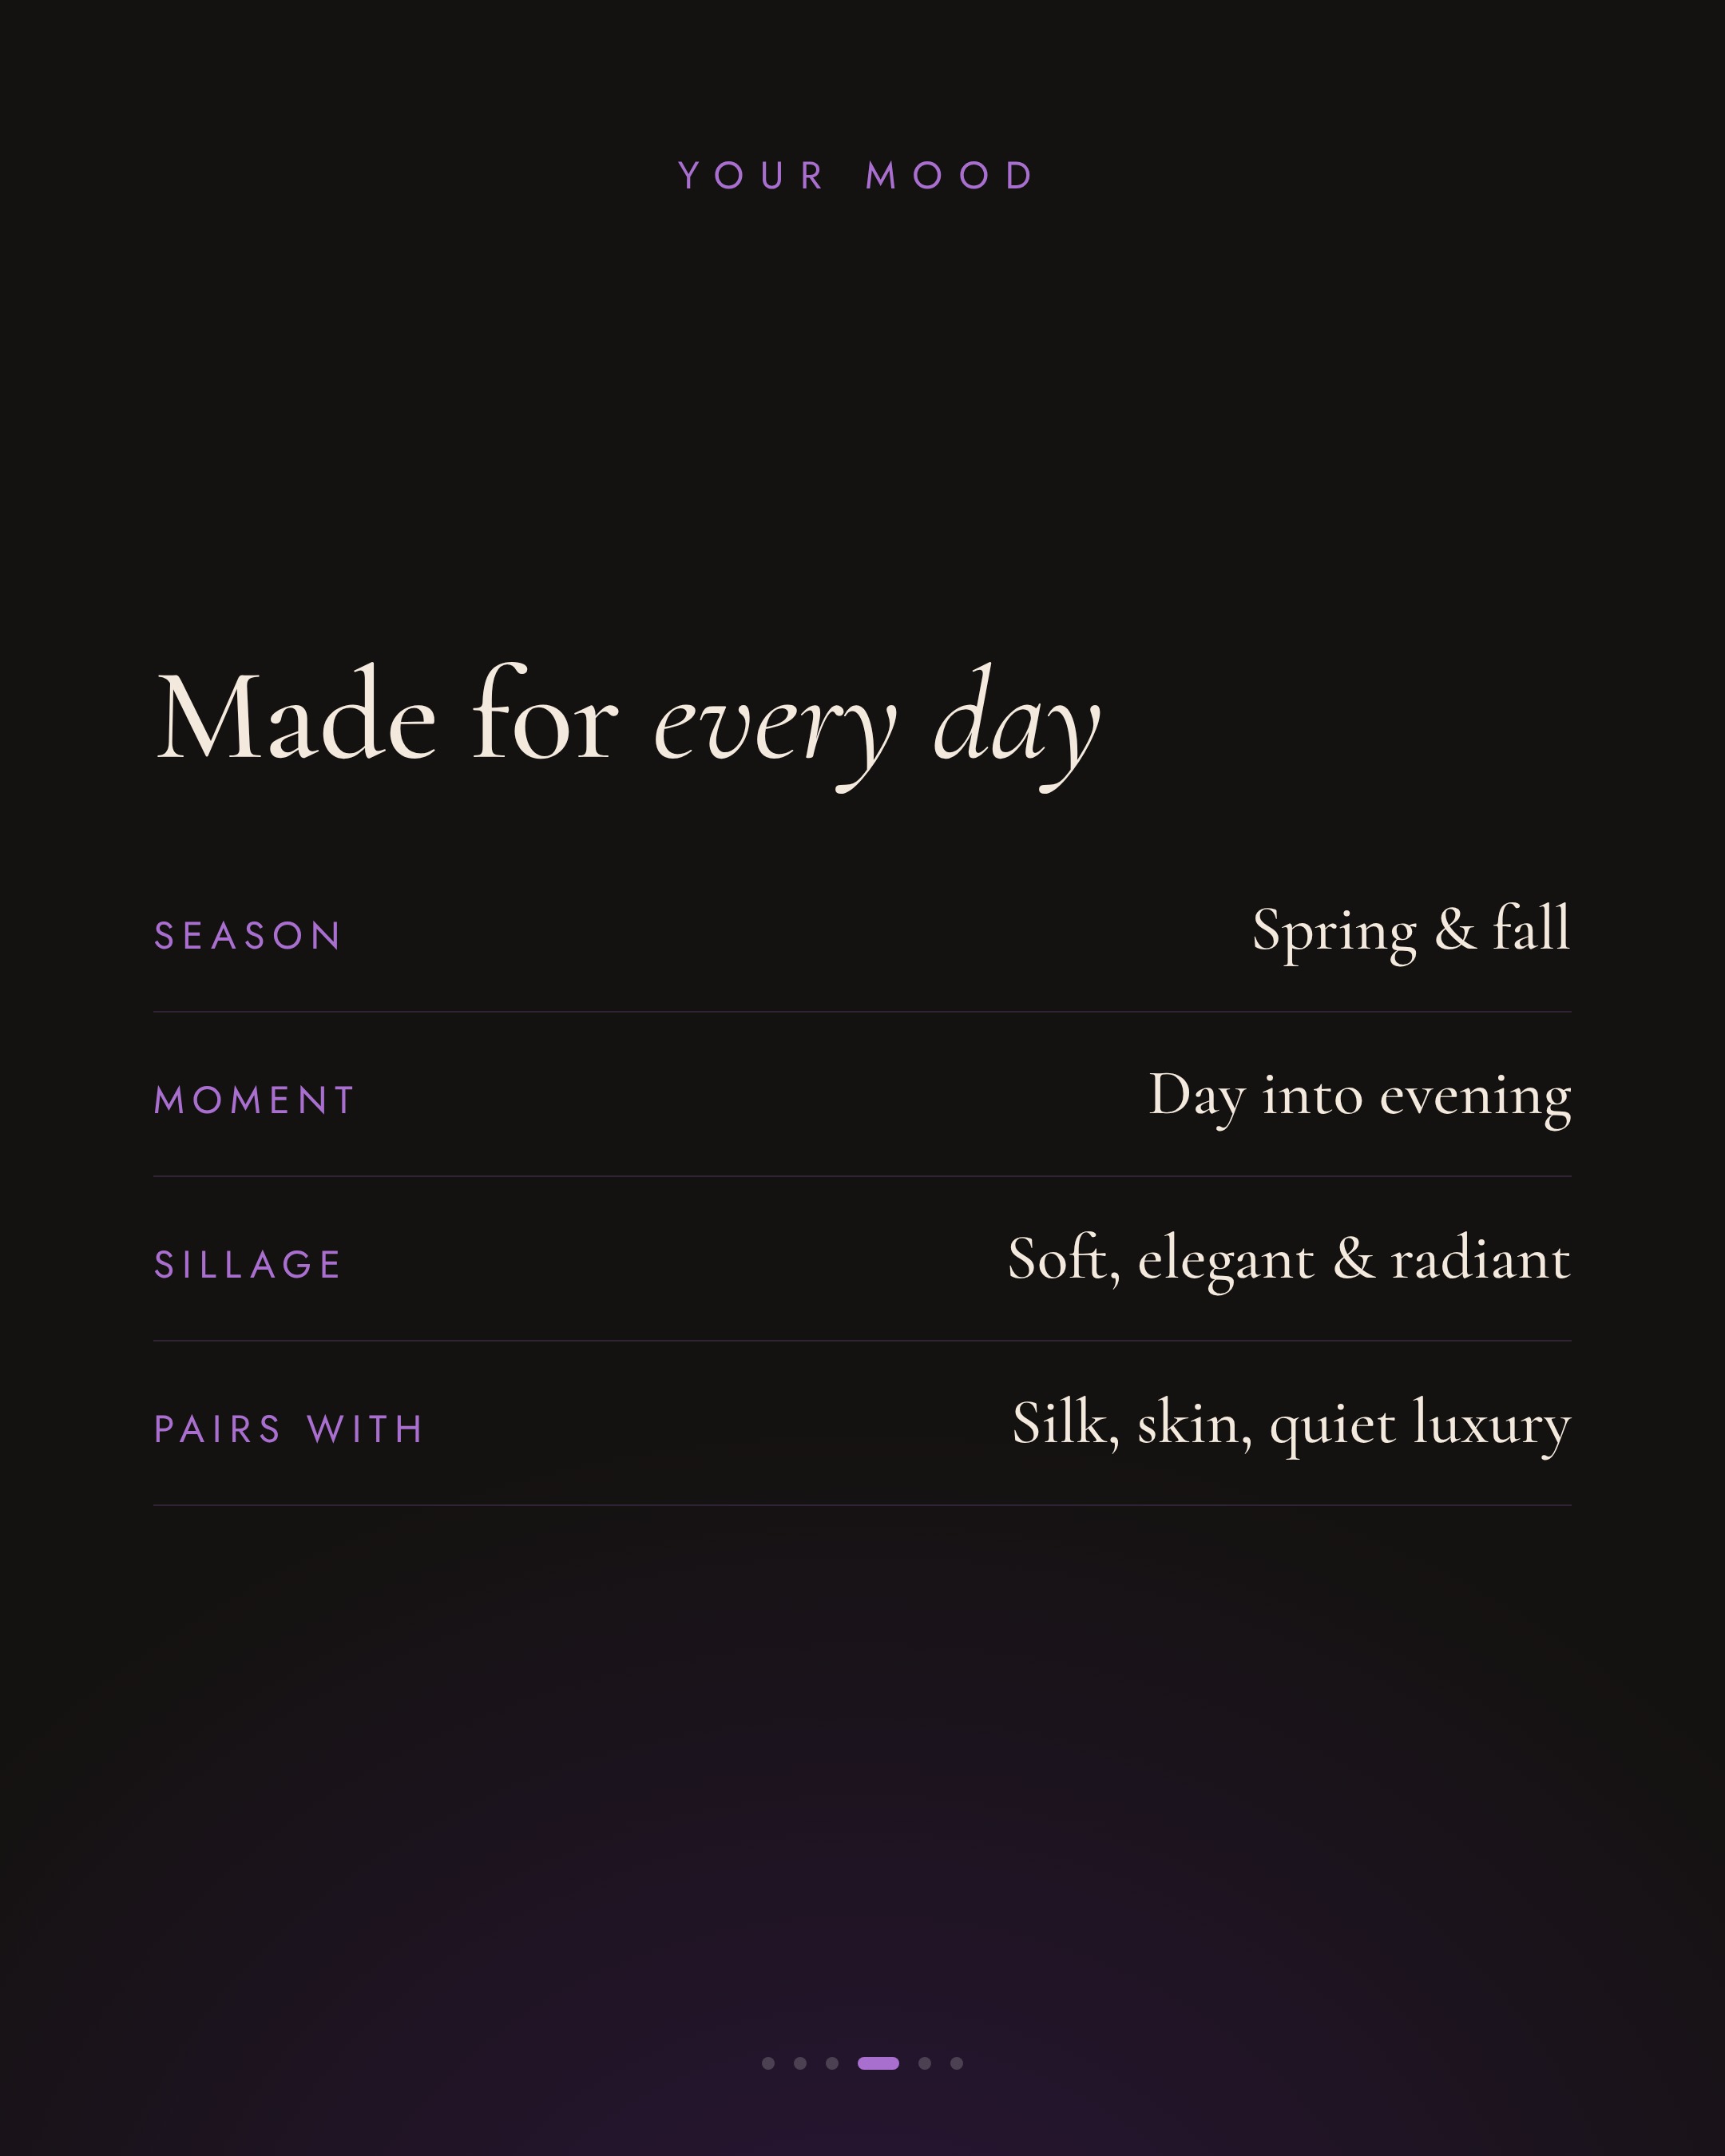 YOUR MOOD
Made for every day
SEASON Spring & fall
MOMENT Day into evening
SILLAGE Soft, elegant & radiant
PAIRS WITH Silk, skin, quiet luxury